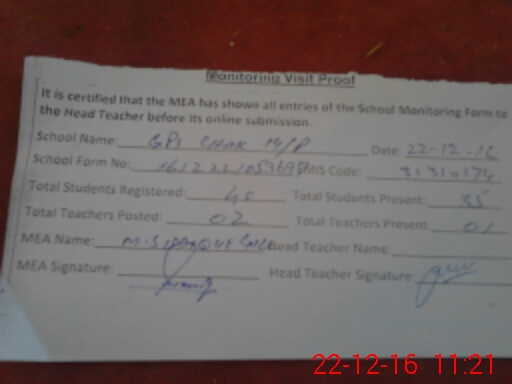 Monitoring Visit Proof
It is certified that the MEA has shown all entries of the School Monitoring Form to
the Head Teacher before its online submission.
School Name: GPS CHAK 14/P Date: 22-12-16
School Form No: Code: 31310174
Total Students Registered: 40 Total Students Present: 35
Total Teachers Posted: 02 Total Teachers Present: 01
MEA Name: Head Teacher Name:
MEA Signature: Head Teacher Signature:
22-12-16 11:21